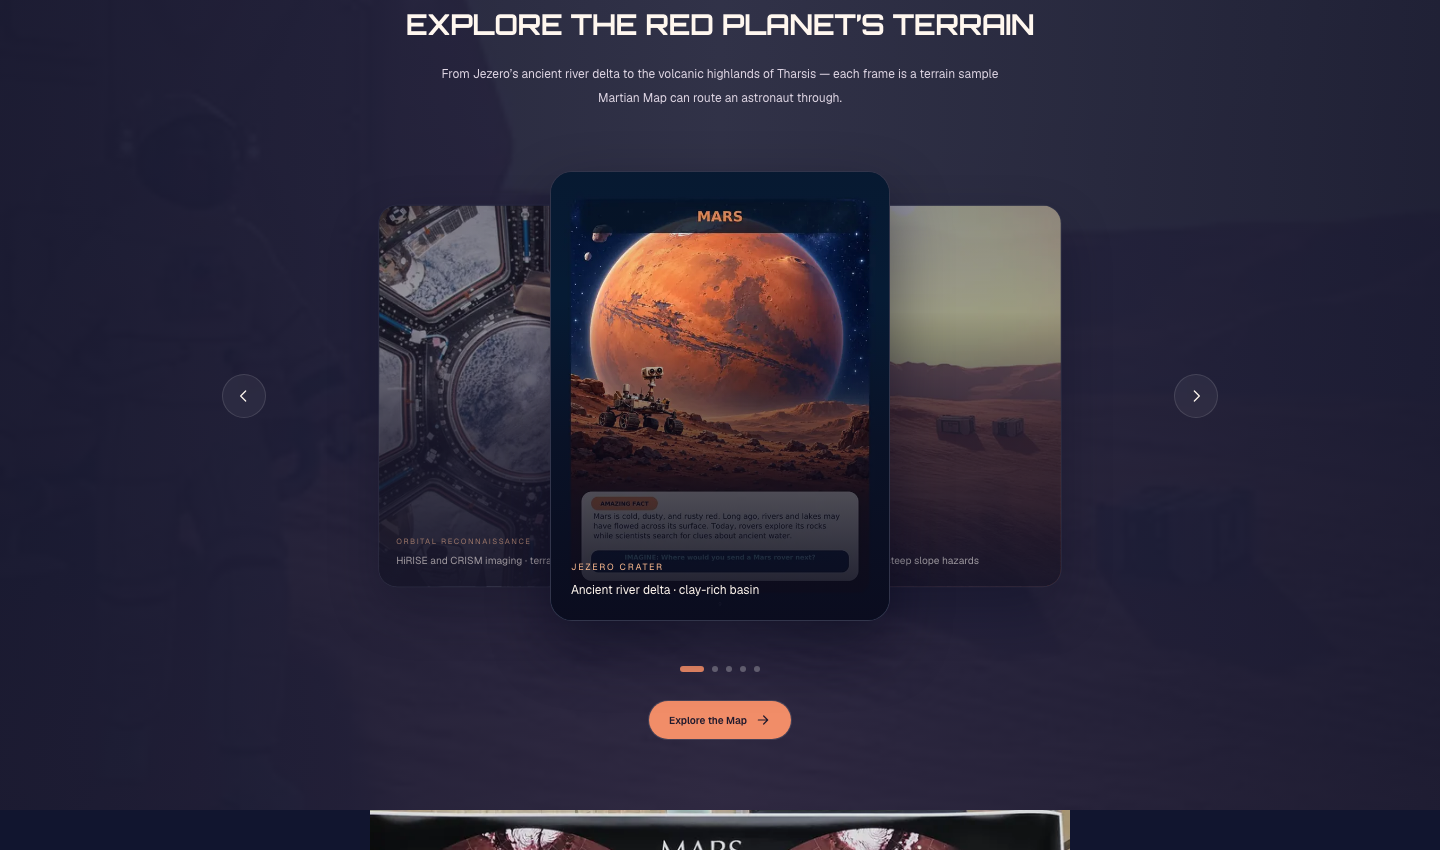 EXPLORE THE RED PLANET’S TERRAIN
From Jezero’s ancient river delta to the volcanic highlands of Tharsis — each frame is a terrain sample
Martian Map can route an astronaut through.
MARS
AMAZING FACT
Mars is cold, dusty, and rusty-red. Long ago, rivers and lakes may
have flowed across its surface. Today, rovers explore its rocks
while scientists search for clues about ancient water.
IMAGINE: Where would you send a Mars rover next?
JEZERO CRATER
Ancient river delta · clay-rich basin
ORBITAL RECONNAISSANCE
HiRISE and CRISM imaging ·
steep slope hazards
Explore the Map
MARS